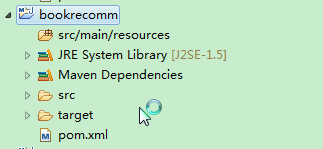 bookrecomm
src/main/resources
JRE System Library [J2SE-1.5]
Maven Dependencies
src
target
pom.xml